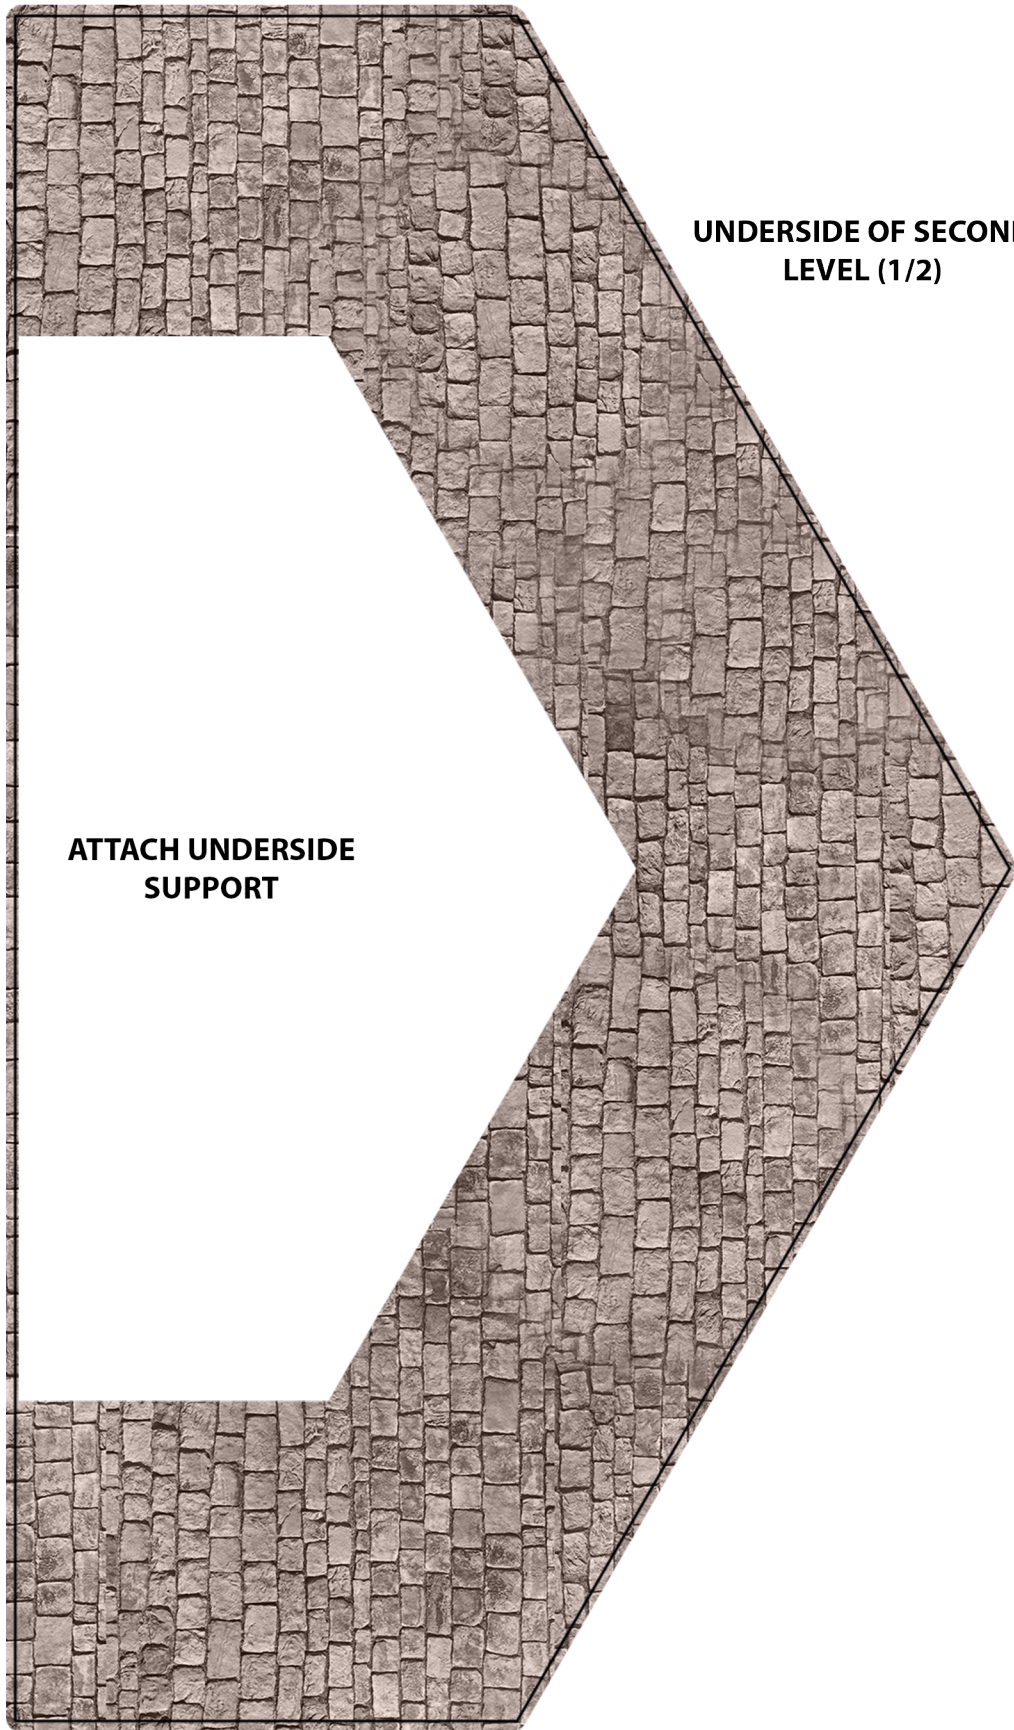 UNDERSIDE OF SECON
LEVEL (1/2)
ATTACH UNDERSIDE
SUPPORT